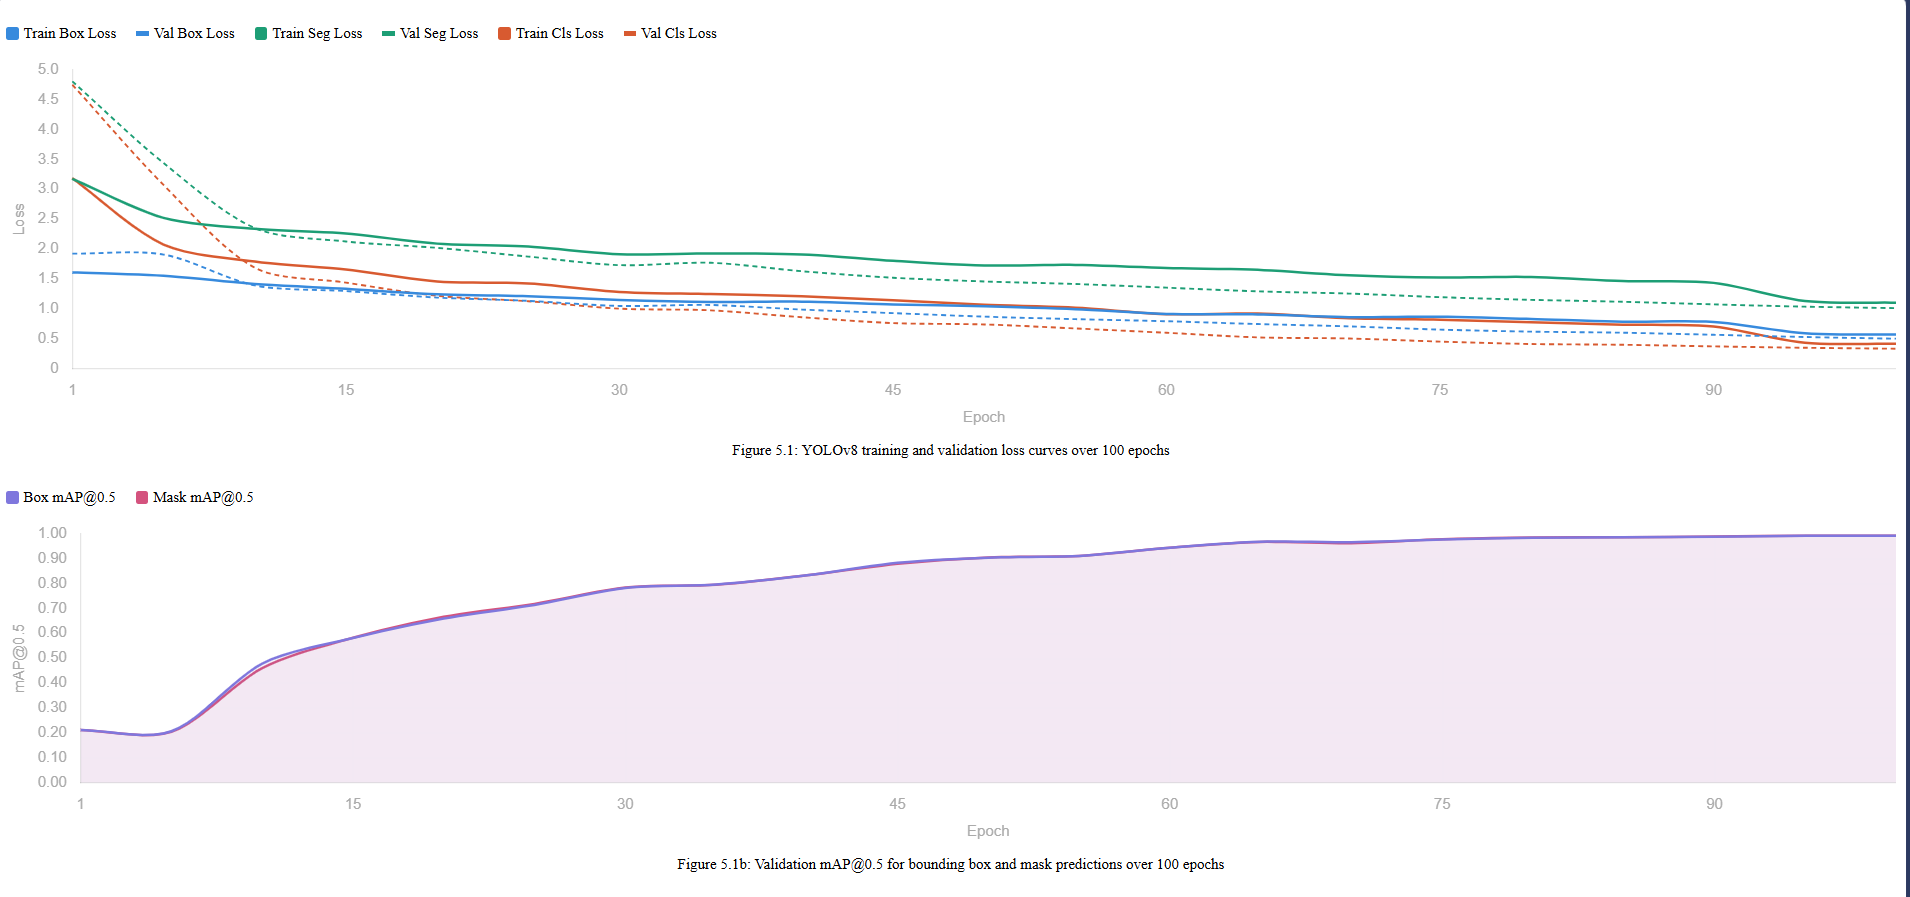 Train Box Loss Val Box Loss Train Seg Loss Val Seg Loss Train Cls Loss Val Cls Loss
5.0
4.5
4.0
3.5
3.0
2.5
2.0
1.5
1.0
0.5
0
Loss
1 15 30 45 60 75 90
Epoch
Figure 5.1: YOLOv8 training and validation loss curves over 100 epochs
Box mAP@0.5 Mask mAP@0.5
1.00
0.90
0.80
0.70
0.60
0.50
0.40
0.30
0.20
0.10
0.00
mAP@0.5
1 15 30 45 60 75 90
Epoch
Figure 5.1b: Validation mAP@0.5 for bounding box and mask predictions over 100 epochs